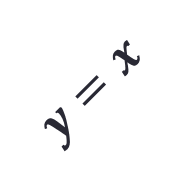 y = x